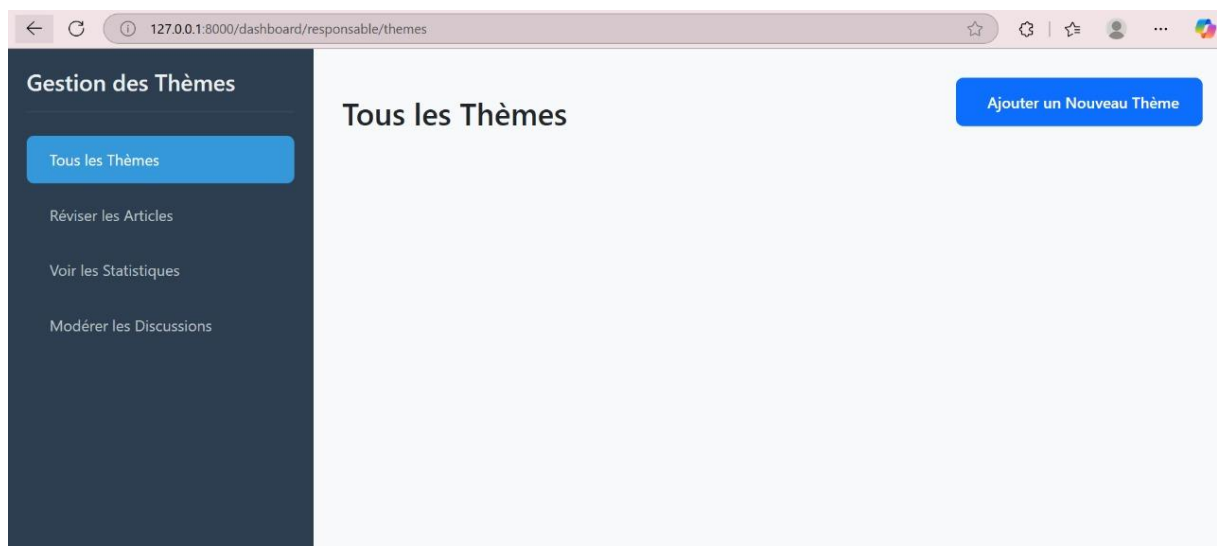 127.0.0.1:8000/dashboard/responsable/themes
Gestion des Thèmes
Tous les Thèmes
Réviser les Articles
Voir les Statistiques
Modérer les Discussions
Tous les Thèmes
Ajouter un Nouveau Thème